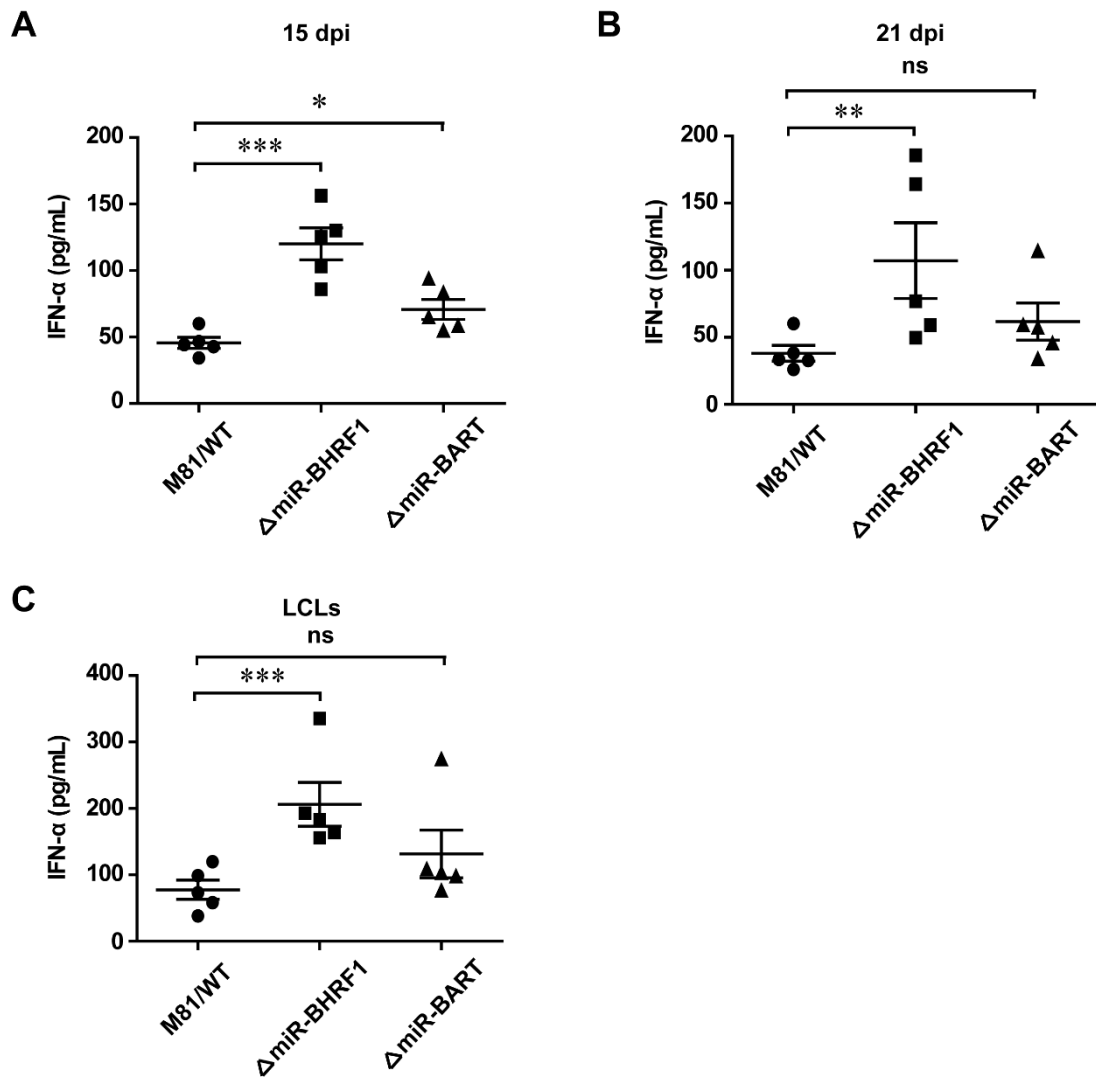 A
15 dpi
*
***
200
150
100
50
0
IFN-α (pg/mL)
M81/WT
ΔmiR-BHRF1
ΔmiR-BART
B
21 dpi
ns
**
200
150
100
50
0
IFN-α (pg/mL)
M81/WT
ΔmiR-BHRF1
ΔmiR-BART
C
LCLs
ns
***
400
300
200
100
0
IFN-α (pg/mL)
M81/WT
ΔmiR-BHRF1
ΔmiR-BART